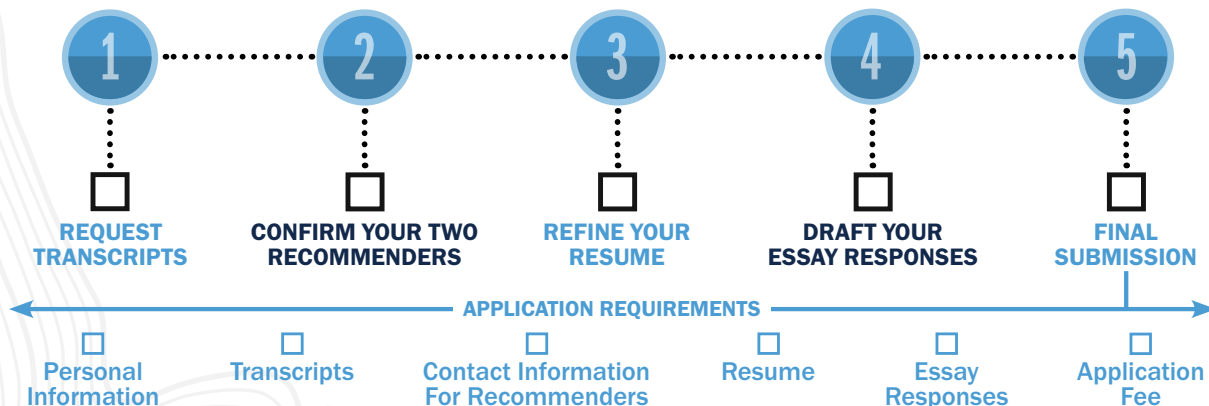 1
2
3
4
5
REQUEST
TRANSCRIPTS
CONFIRM YOUR TWO
RECOMMENDERS
REFINE YOUR
RESUME
DRAFT YOUR
ESSAY RESPONSES
FINAL
SUBMISSION
APPLICATION REQUIREMENTS
Personal
Information
Transcripts
Contact Information
For Recommenders
Resume
Essay
Responses
Application
Fee